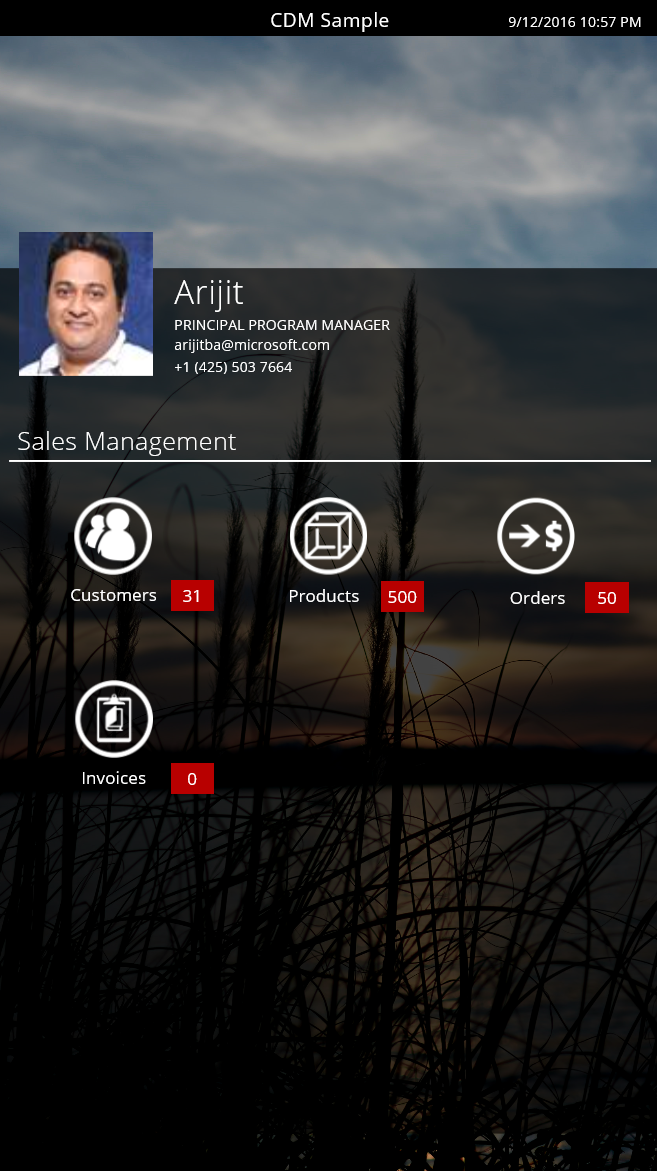 CDM Sample
9/12/2016 10:57 PM
Arijit
PRINCIPAL PROGRAM MANAGER
arijitba@microsoft.com
+1 (425) 503 7664
Sales Management
Customers 31
Products 500
Orders 50
Invoices 0